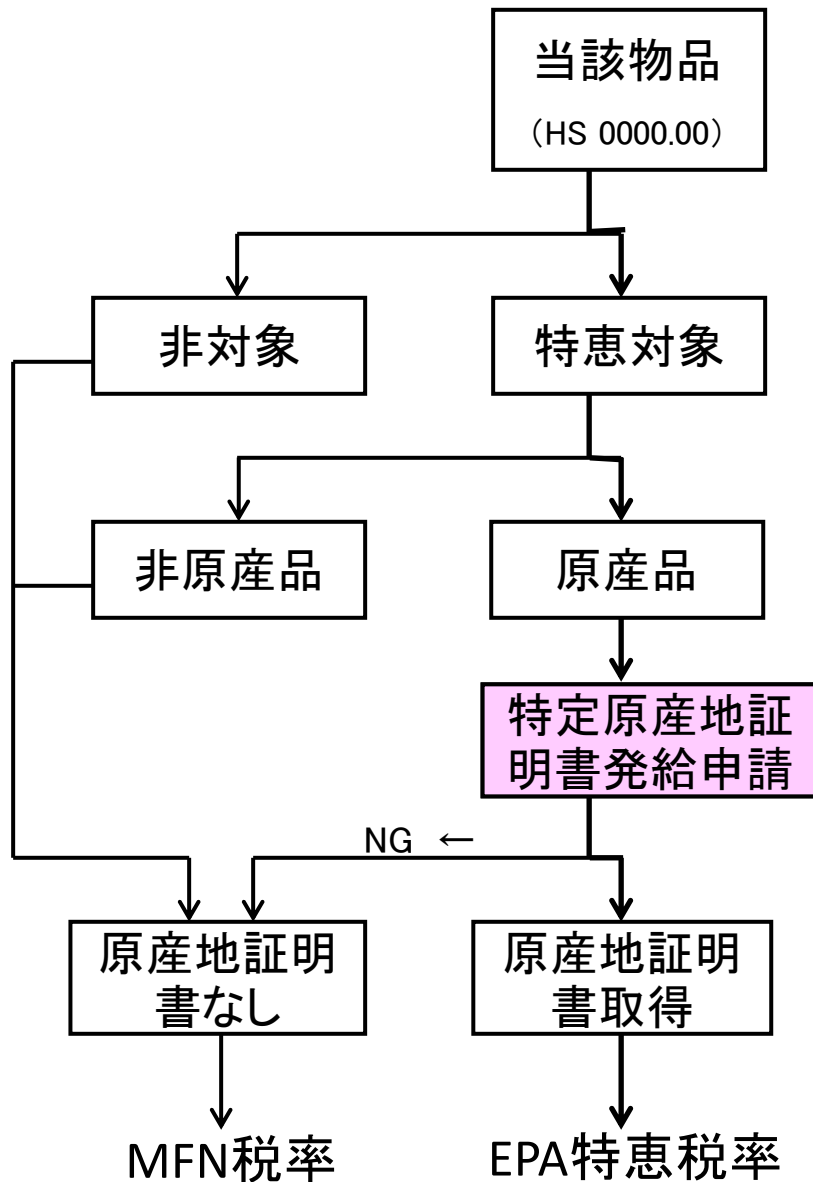 当該物品
（HS 0000.00）
非対象
特恵対象
非原産品
原産品
特定原産地証
明書発給申請
NG ←
原産地証明
書なし
原産地証明
書取得
MFN税率
EPA特恵税率